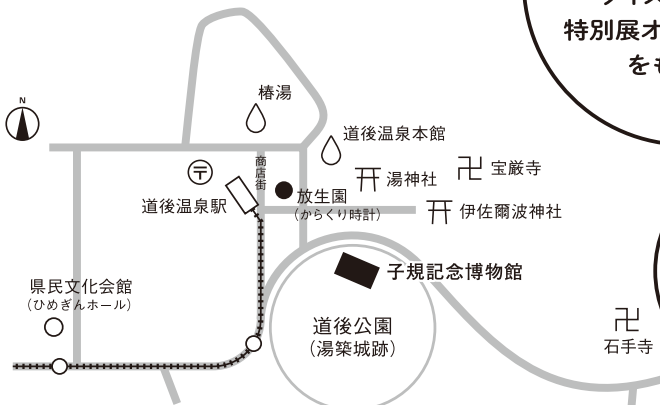 特別展オ
をも
N
椿湯
道後温泉本館
商店街
宝厳寺
湯神社
放生園
(からくり時計)
道後温泉駅
伊佐爾波神社
子規記念博物館
県民文化会館
(ひめぎんホール)
道後公園
(湯築城跡)
石手寺